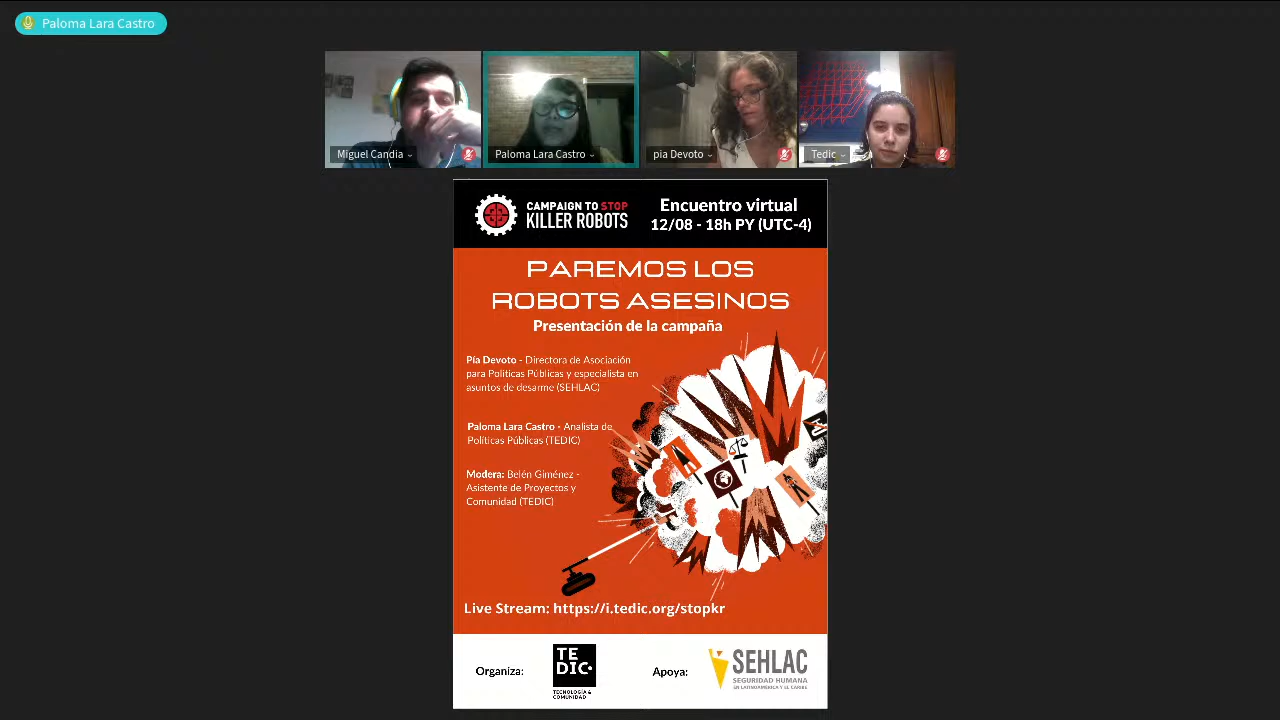 Paloma Lara Castro
Miguel Candia
Paloma Lara Castro
pia Devoto
Tedic
CAMPAIGN TO STOP
KILLER ROBOTS
Encuentro virtual
12/08 - 18h PY (UTC-4)
PAREMOS LOS
ROBOTS ASESINOS
Presentación de la campaña
Pía Devoto - Directora de Asociación
para Políticas Públicas y especialista en
asuntos de desarme (SEHLAC)
Paloma Lara Castro - Analista de
Políticas Públicas (TEDIC)
Modera: Belén Giménez -
Asistente de Proyectos y
Comunidad (TEDIC)
Live Stream: https://i.tedic.org/stopkr
Organiza:
TE
DIC
TECNOLOGÍA &
COMUNIDAD
Apoya:
SEHLAC
SEGURIDAD HUMANA
EN LATINOAMÉRICA Y EL CARIBE